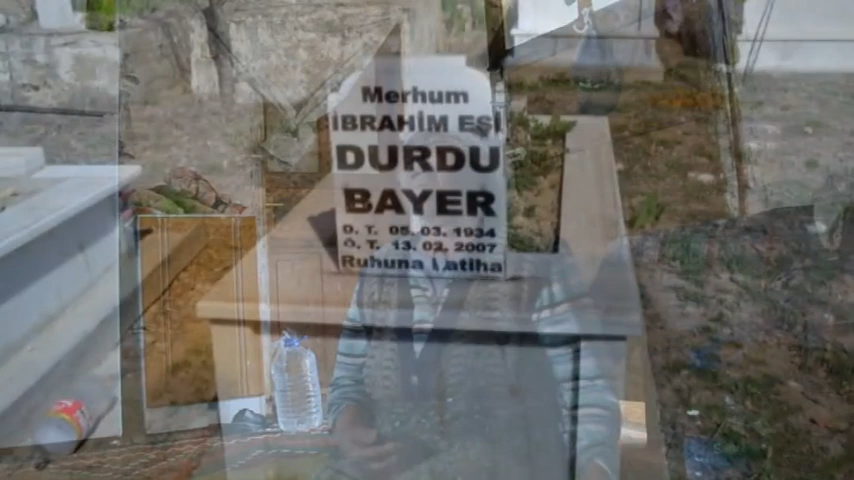 Merhum
İBRAHİM EŞİ
DURDU
BAYER
D. T. 05. 03. 1934
Ö. T. 13. 02. 2007
Ruhuna Fatiha